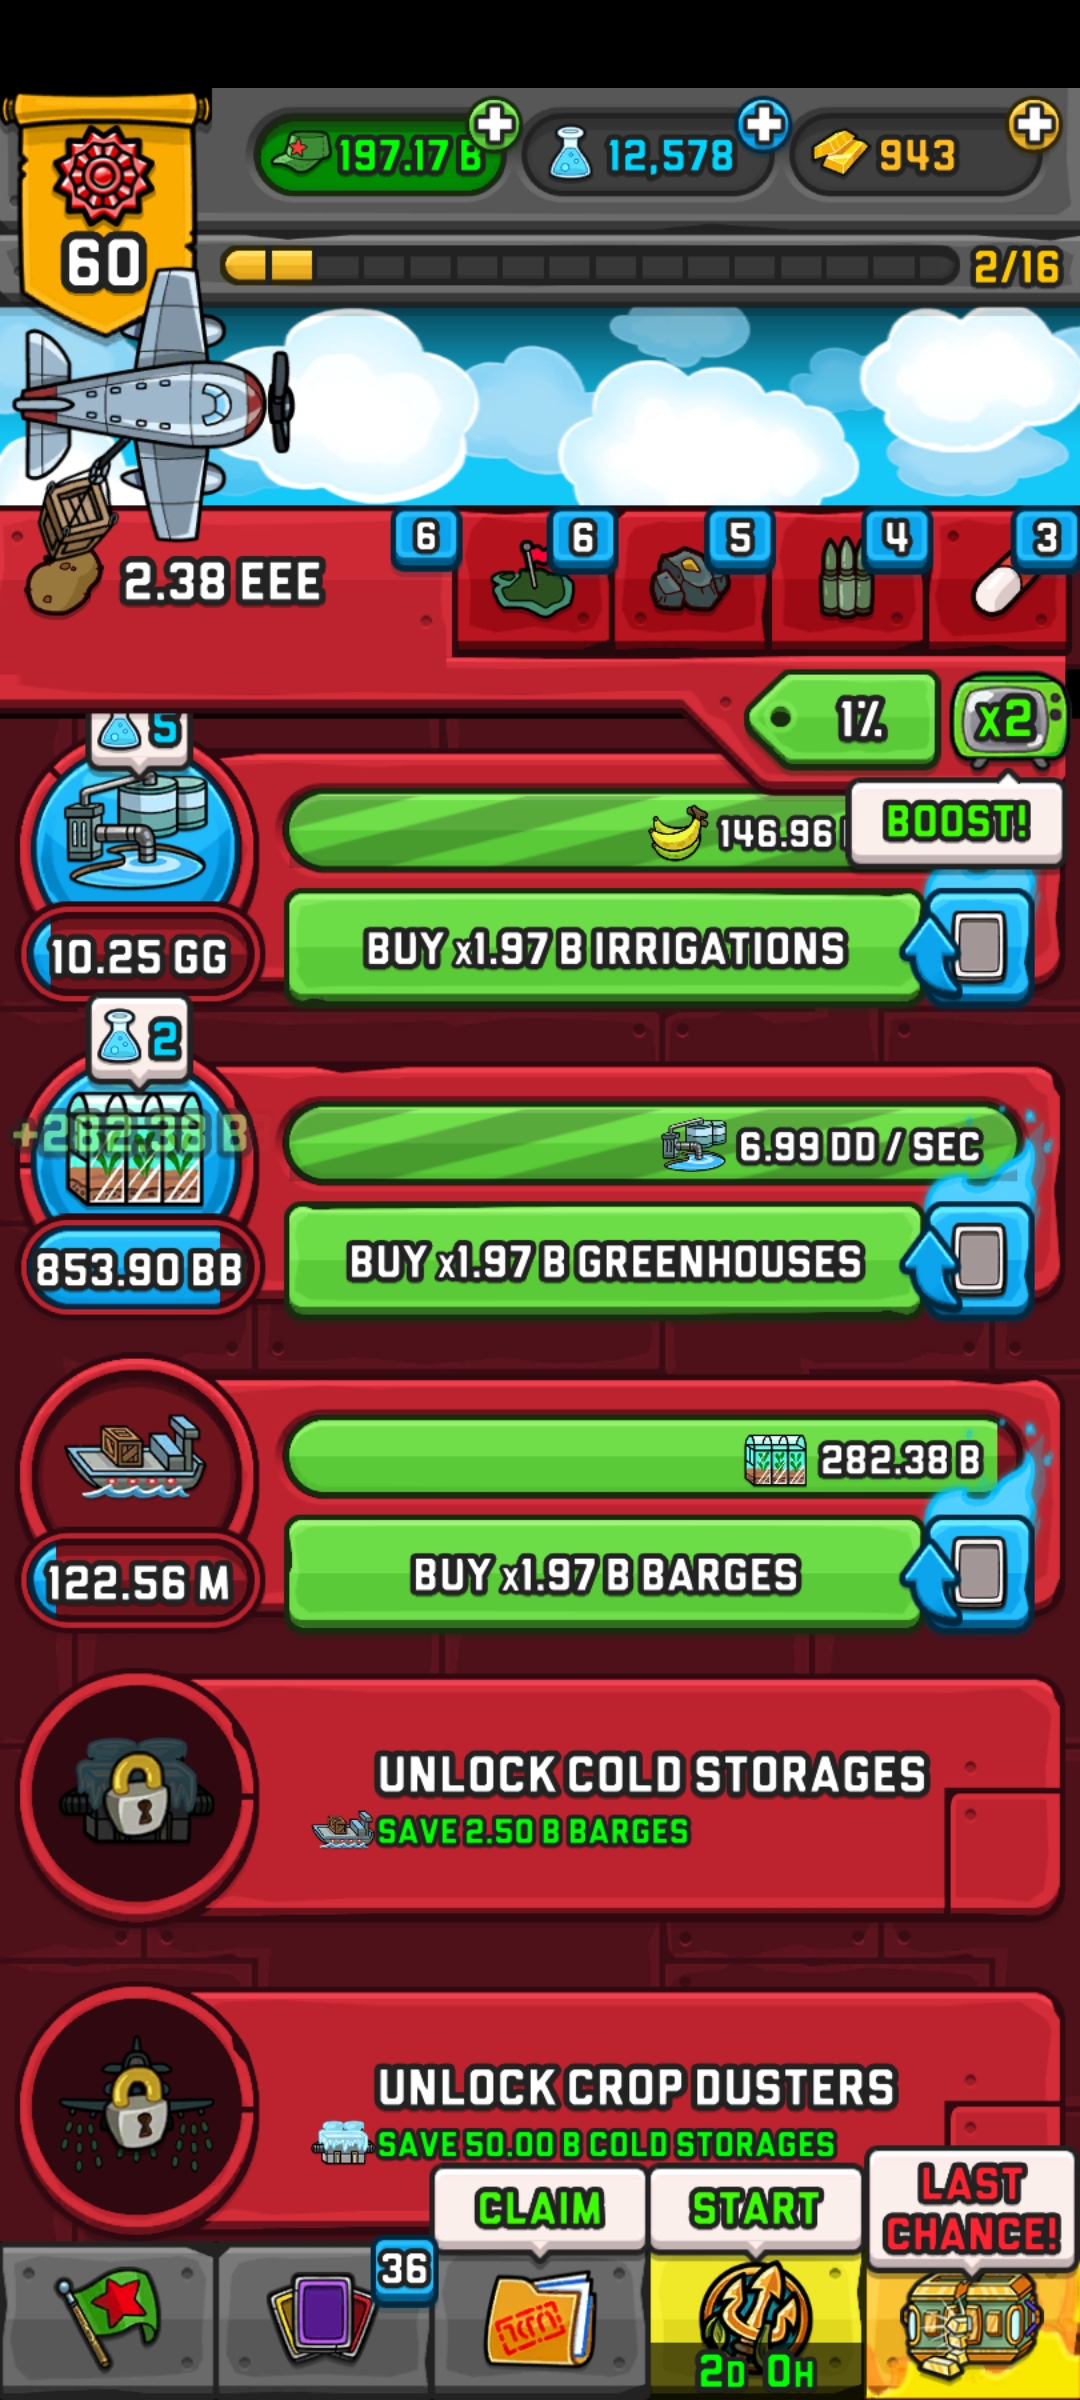 197.17 B
12,578
943
60
2/16
2.38 EEE
6
6
5
4
3
1%
x2
BOOST!
5
146.96
10.25 GG
BUY x1.97 B IRRIGATIONS
2
+282.38 B
6.99 DD / SEC
853.90 BB
BUY x1.97 B GREENHOUSES
282.38 B
122.56 M
BUY x1.97 B BARGES
UNLOCK COLD STORAGES
SAVE 2.50 B BARGES
UNLOCK CROP DUSTERS
SAVE 50.00 B COLD STORAGES
CLAIM
START
LAST
CHANCE!
36
2D 0H